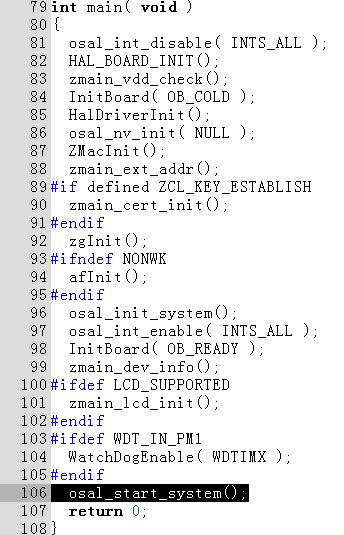 79 int main( void )
80 {
81 osal_int_disable( INTS_ALL );
82 HAL_BOARD_INIT();
83 zmain_vdd_check();
84 InitBoard( OB_COLD );
85 HalDriverInit();
86 osal_nv_init( NULL );
87 ZMacInit();
88 zmain_ext_addr();
89 #if defined ZCL_KEY_ESTABLISH
90 zmain_cert_init();
91 #endif
92 zgInit();
93 #ifndef NONWK
94 afInit();
95 #endif
96 osal_init_system();
97 osal_int_enable( INTS_ALL );
98 InitBoard( OB_READY );
99 zmain_dev_info();
100 #ifdef LCD_SUPPORTED
101 zmain_lcd_init();
102 #endif
103 #ifdef WDT_IN_PM1
104 WatchDogEnable( WDTIMX );
105 #endif
106 osal_start_system();
107 return 0;
108 }